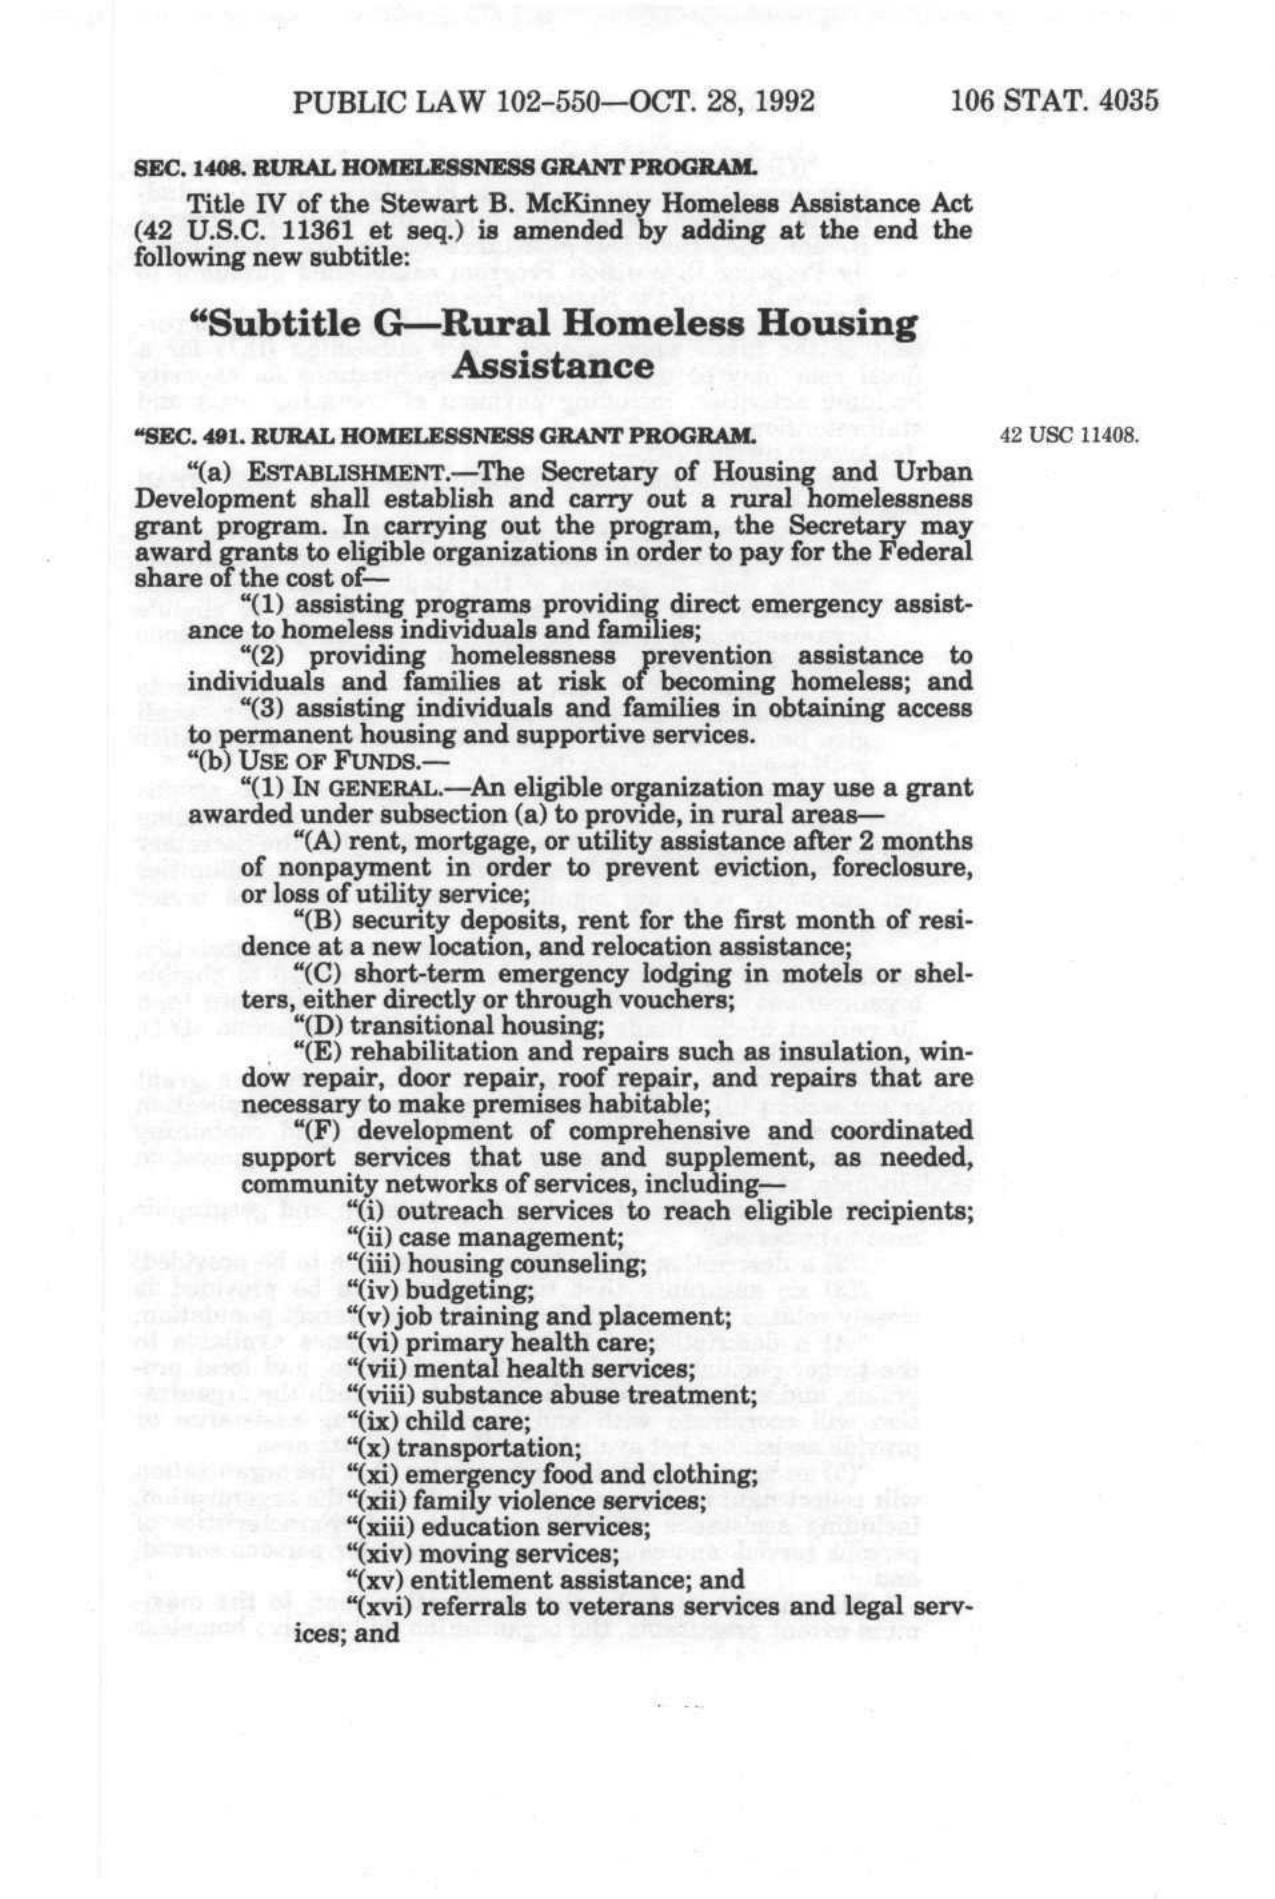 PUBLIC LAW 102-550—OCT. 28, 1992 106 STAT. 4035
SEC. 1408. RURAL HOMELESSNESS GRANT PROGRAM.
Title IV of the Stewart B. McKinney Homeless Assistance Act
(42 U.S.C. 11361 et seq.) is amended by adding at the end the
following new subtitle:
“Subtitle G—Rural Homeless Housing
Assistance
“SEC. 491. RURAL HOMELESSNESS GRANT PROGRAM. 42 USC 11408.
“(a) ESTABLISHMENT.—The Secretary of Housing and Urban
Development shall establish and carry out a rural homelessness
grant program. In carrying out the program, the Secretary may
award grants to eligible organizations in order to pay for the Federal
share of the cost of—
“(1) assisting programs providing direct emergency assist-
ance to homeless individuals and families;
“(2) providing homelessness prevention assistance to
individuals and families at risk of becoming homeless; and
“(3) assisting individuals and families in obtaining access
to permanent housing and supportive services.
“(b) USE OF FUNDS.—
“(1) IN GENERAL.—An eligible organization may use a grant
awarded under subsection (a) to provide, in rural areas—
“(A) rent, mortgage, or utility assistance after 2 months
of nonpayment in order to prevent eviction, foreclosure,
or loss of utility service;
“(B) security deposits, rent for the first month of resi-
dence at a new location, and relocation assistance;
“(C) short-term emergency lodging in motels or shel-
ters, either directly or through vouchers;
“(D) transitional housing;
“(E) rehabilitation and repairs such as insulation, win-
dow repair, door repair, roof repair, and repairs that are
necessary to make premises habitable;
“(F) development of comprehensive and coordinated
support services that use and supplement, as needed,
community networks of services, including—
“(i) outreach services to reach eligible recipients;
“(ii) case management;
“(iii) housing counseling;
“(iv) budgeting;
“(v) job training and placement;
“(vi) primary health care;
“(vii) mental health services;
“(viii) substance abuse treatment;
“(ix) child care;
“(x) transportation;
“(xi) emergency food and clothing;
“(xii) family violence services;
“(xiii) education services;
“(xiv) moving services;
“(xv) entitlement assistance; and
“(xvi) referrals to veterans services and legal serv-
ices; and